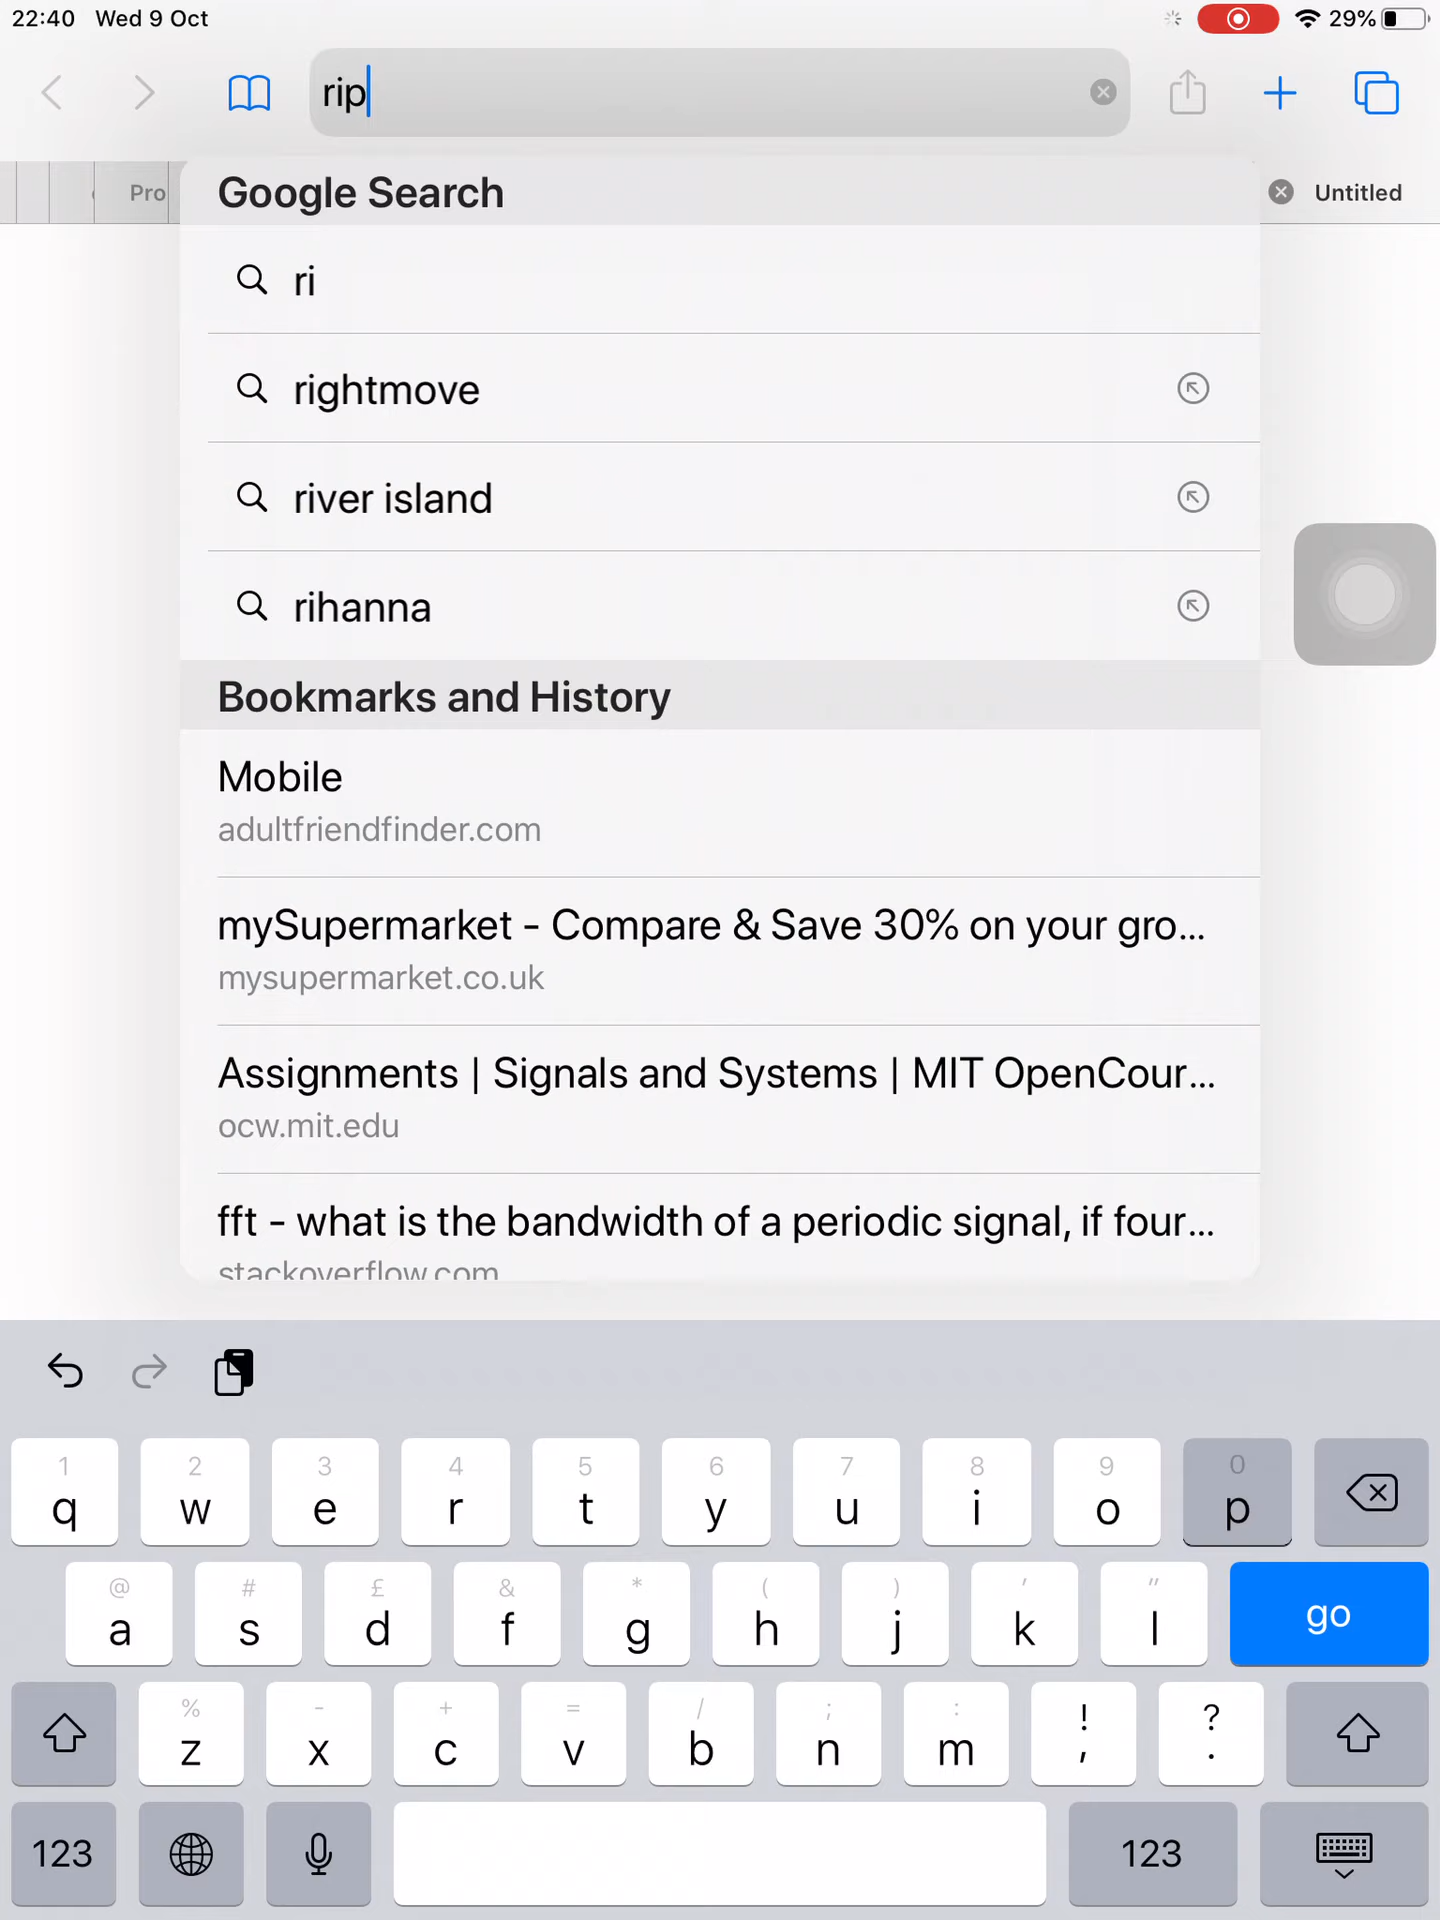 22:40 Wed 9 Oct 29%
rip
Pro
Untitled
Google Search
ri
rightmove
river island
rihanna
Bookmarks and History
Mobile
adultfriendfinder.com
mySupermarket - Compare & Save 30% on your gro...
mysupermarket.co.uk
Assignments | Signals and Systems | MIT OpenCour...
ocw.mit.edu
fft - what is the bandwidth of a periodic signal, if four...
stackoverflow.com
1 2 3 4 5 6 7 8 9 0
q w e r t y u i o p
@ # £ & * ( ) ' "
a s d f g h j k l go
% - + = / ; : ! ?
z x c v b n m , .
123 123